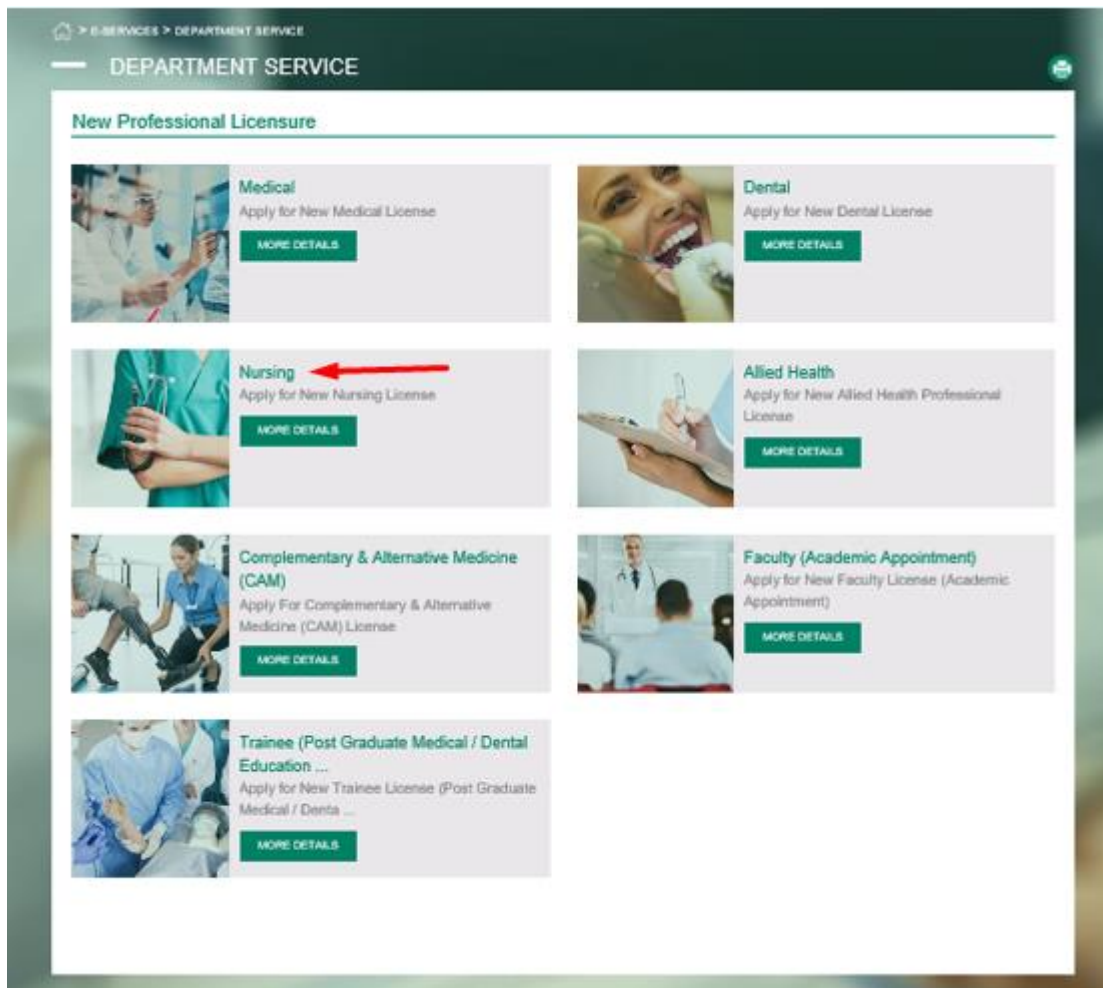 > E-SERVICES > DEPARTMENT SERVICE
DEPARTMENT SERVICE
New Professional Licensure
Medical
Apply for New Medical License
MORE DETAILS
Dental
Apply for New Dental License
MORE DETAILS
Nursing
Apply for New Nursing License
MORE DETAILS
Allied Health
Apply for New Allied Health Professional
License
MORE DETAILS
Complementary & Alternative Medicine
(CAM)
Apply For Complementary & Alternative
Medicine (CAM) License
MORE DETAILS
Faculty (Academic Appointment)
Apply for New Faculty License (Academic
Appointment)
MORE DETAILS
Trainee (Post Graduate Medical / Dental
Education ...
Apply for New Trainee License (Post Graduate
Medical / Denta ...
MORE DETAILS